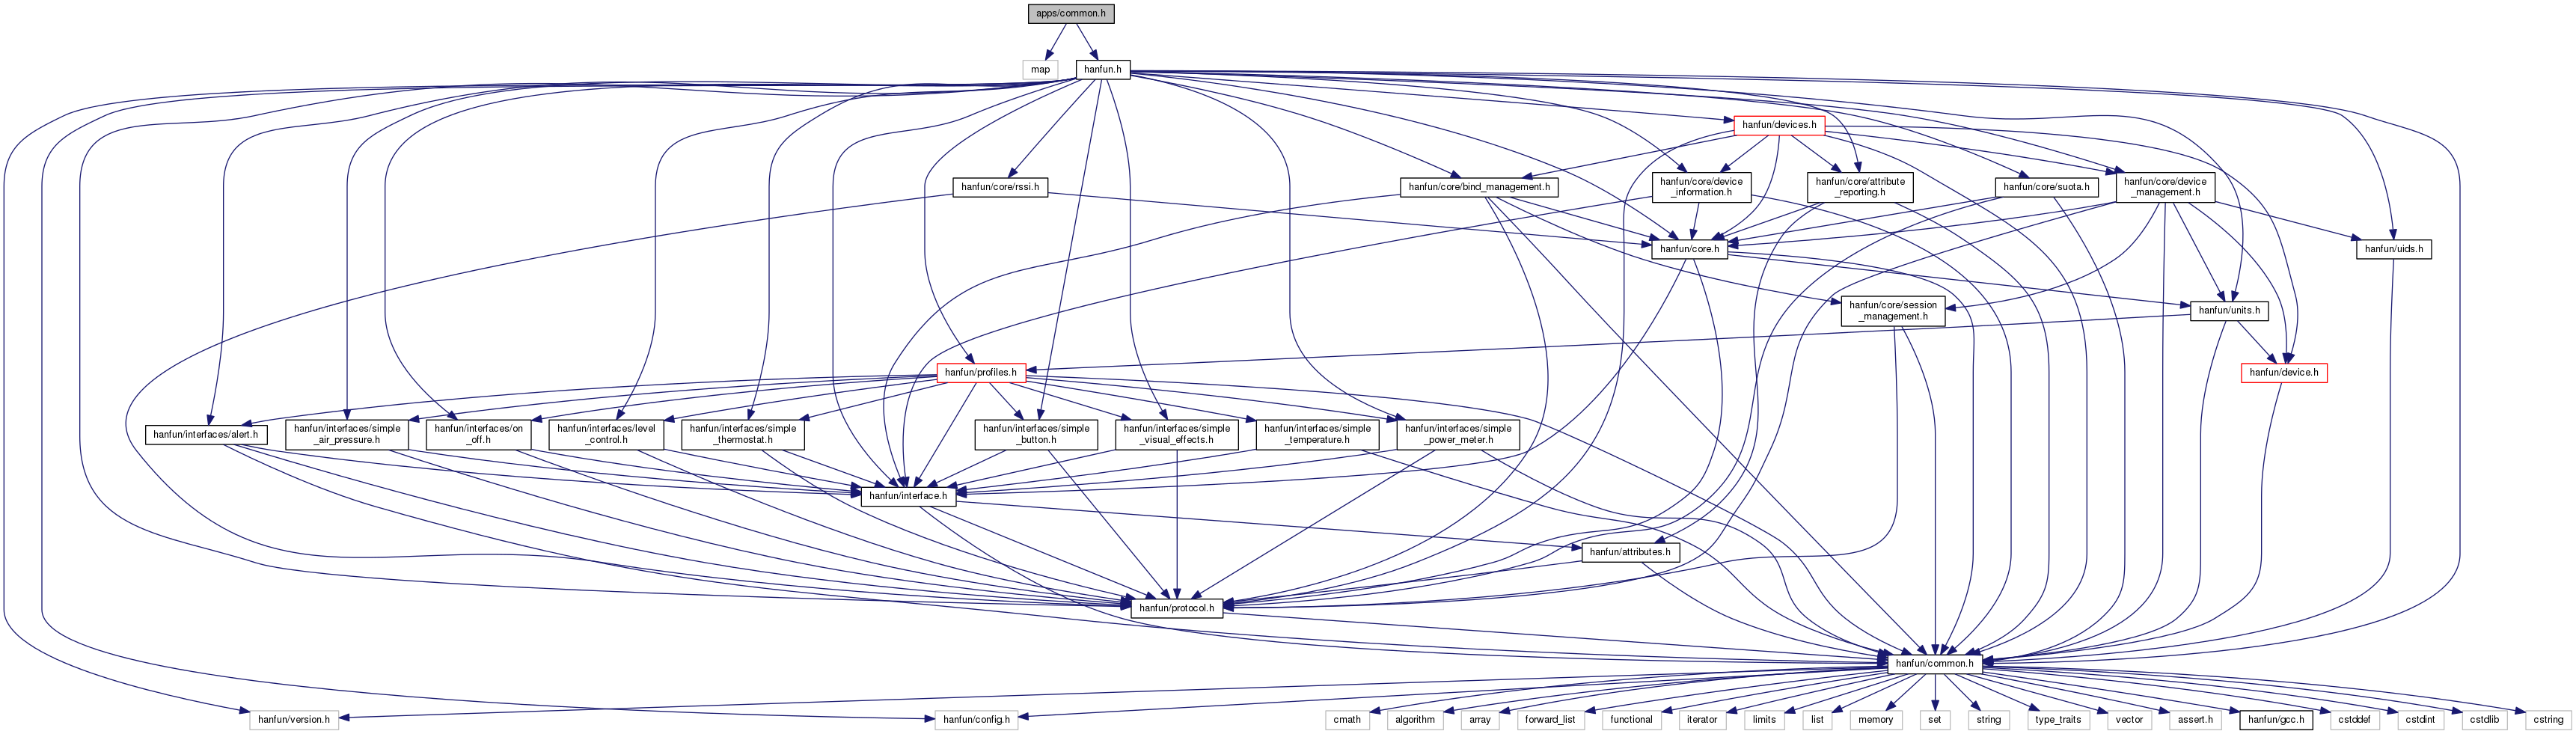 apps/common.h
map
hanfun.h
hanfun/devices.h
hanfun/core/rssi.h
hanfun/core/bind_management.h
hanfun/core/device
_information.h
hanfun/core/attribute
_reporting.h
hanfun/core/suota.h
hanfun/core/device
_management.h
hanfun/core.h
hanfun/uids.h
hanfun/core/session
_management.h
hanfun/units.h
hanfun/profiles.h
hanfun/device.h
hanfun/interfaces/alert.h
hanfun/interfaces/simple
_air_pressure.h
hanfun/interfaces/on
_off.h
hanfun/interfaces/level
_control.h
hanfun/interfaces/simple
_thermostat.h
hanfun/interfaces/simple
_button.h
hanfun/interfaces/simple
_visual_effects.h
hanfun/interfaces/simple
_temperature.h
hanfun/interfaces/simple
_power_meter.h
hanfun/interface.h
hanfun/attributes.h
hanfun/protocol.h
hanfun/common.h
hanfun/version.h
hanfun/config.h
cmath
algorithm
array
forward_list
functional
iterator
limits
list
memory
set
string
type_traits
vector
assert.h
hanfun/gcc.h
cstddef
cstdint
cstdlib
cstring